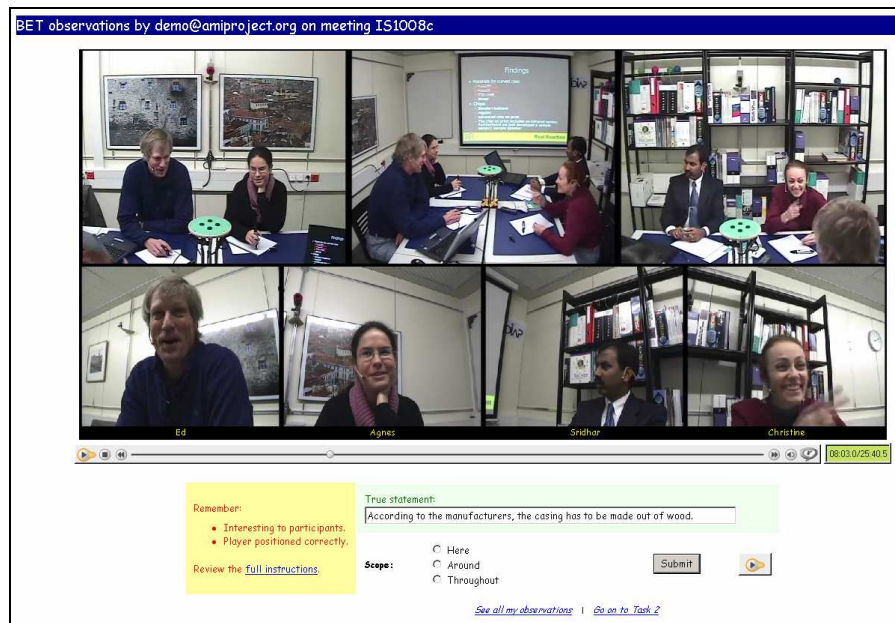 BET observations by demo@amiproject.org on meeting IS1008c
Findings
Real Reaction
Findings
Ed
Agnes
Sridhar
Christine
08:03.0/25:40.5
Remember:
Interesting to participants.
Player positioned correctly.
Review the full instructions.
True statement:
According to the manufacturers, the casing has to be made out of wood.
Scope:
Here
Around
Throughout
Submit
See all my observations | Go on to Task 2